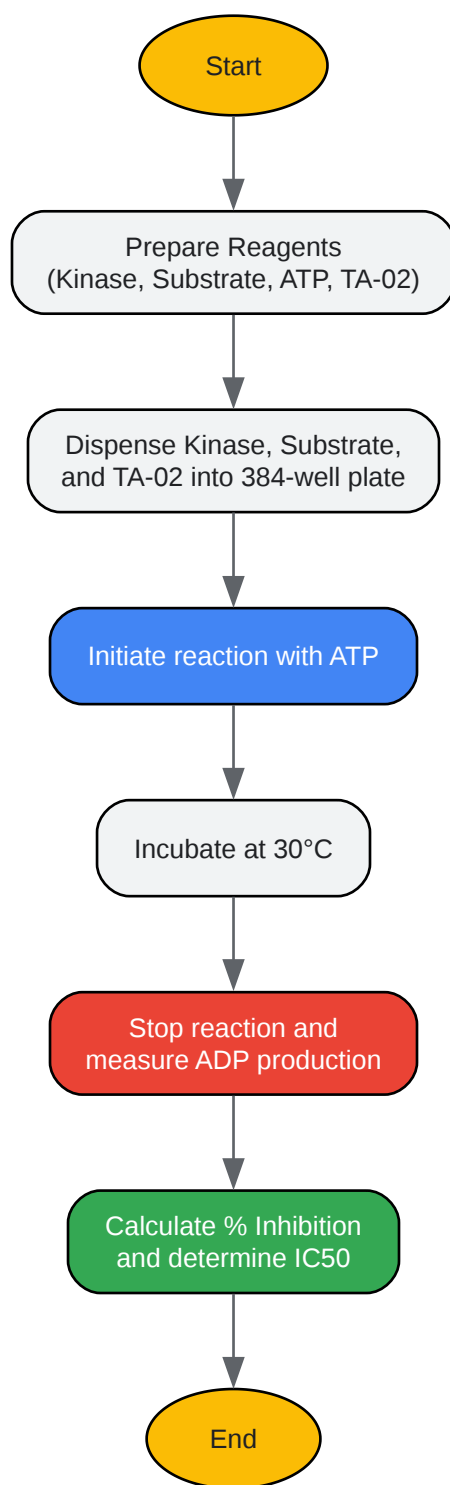 Start
Prepare Reagents
(Kinase, Substrate, ATP, TA-02)
Dispense Kinase, Substrate,
and TA-02 into 384-well plate
Initiate reaction with ATP
Incubate at 30°C
Stop reaction and
measure ADP production
Calculate % Inhibition
and determine IC50
End